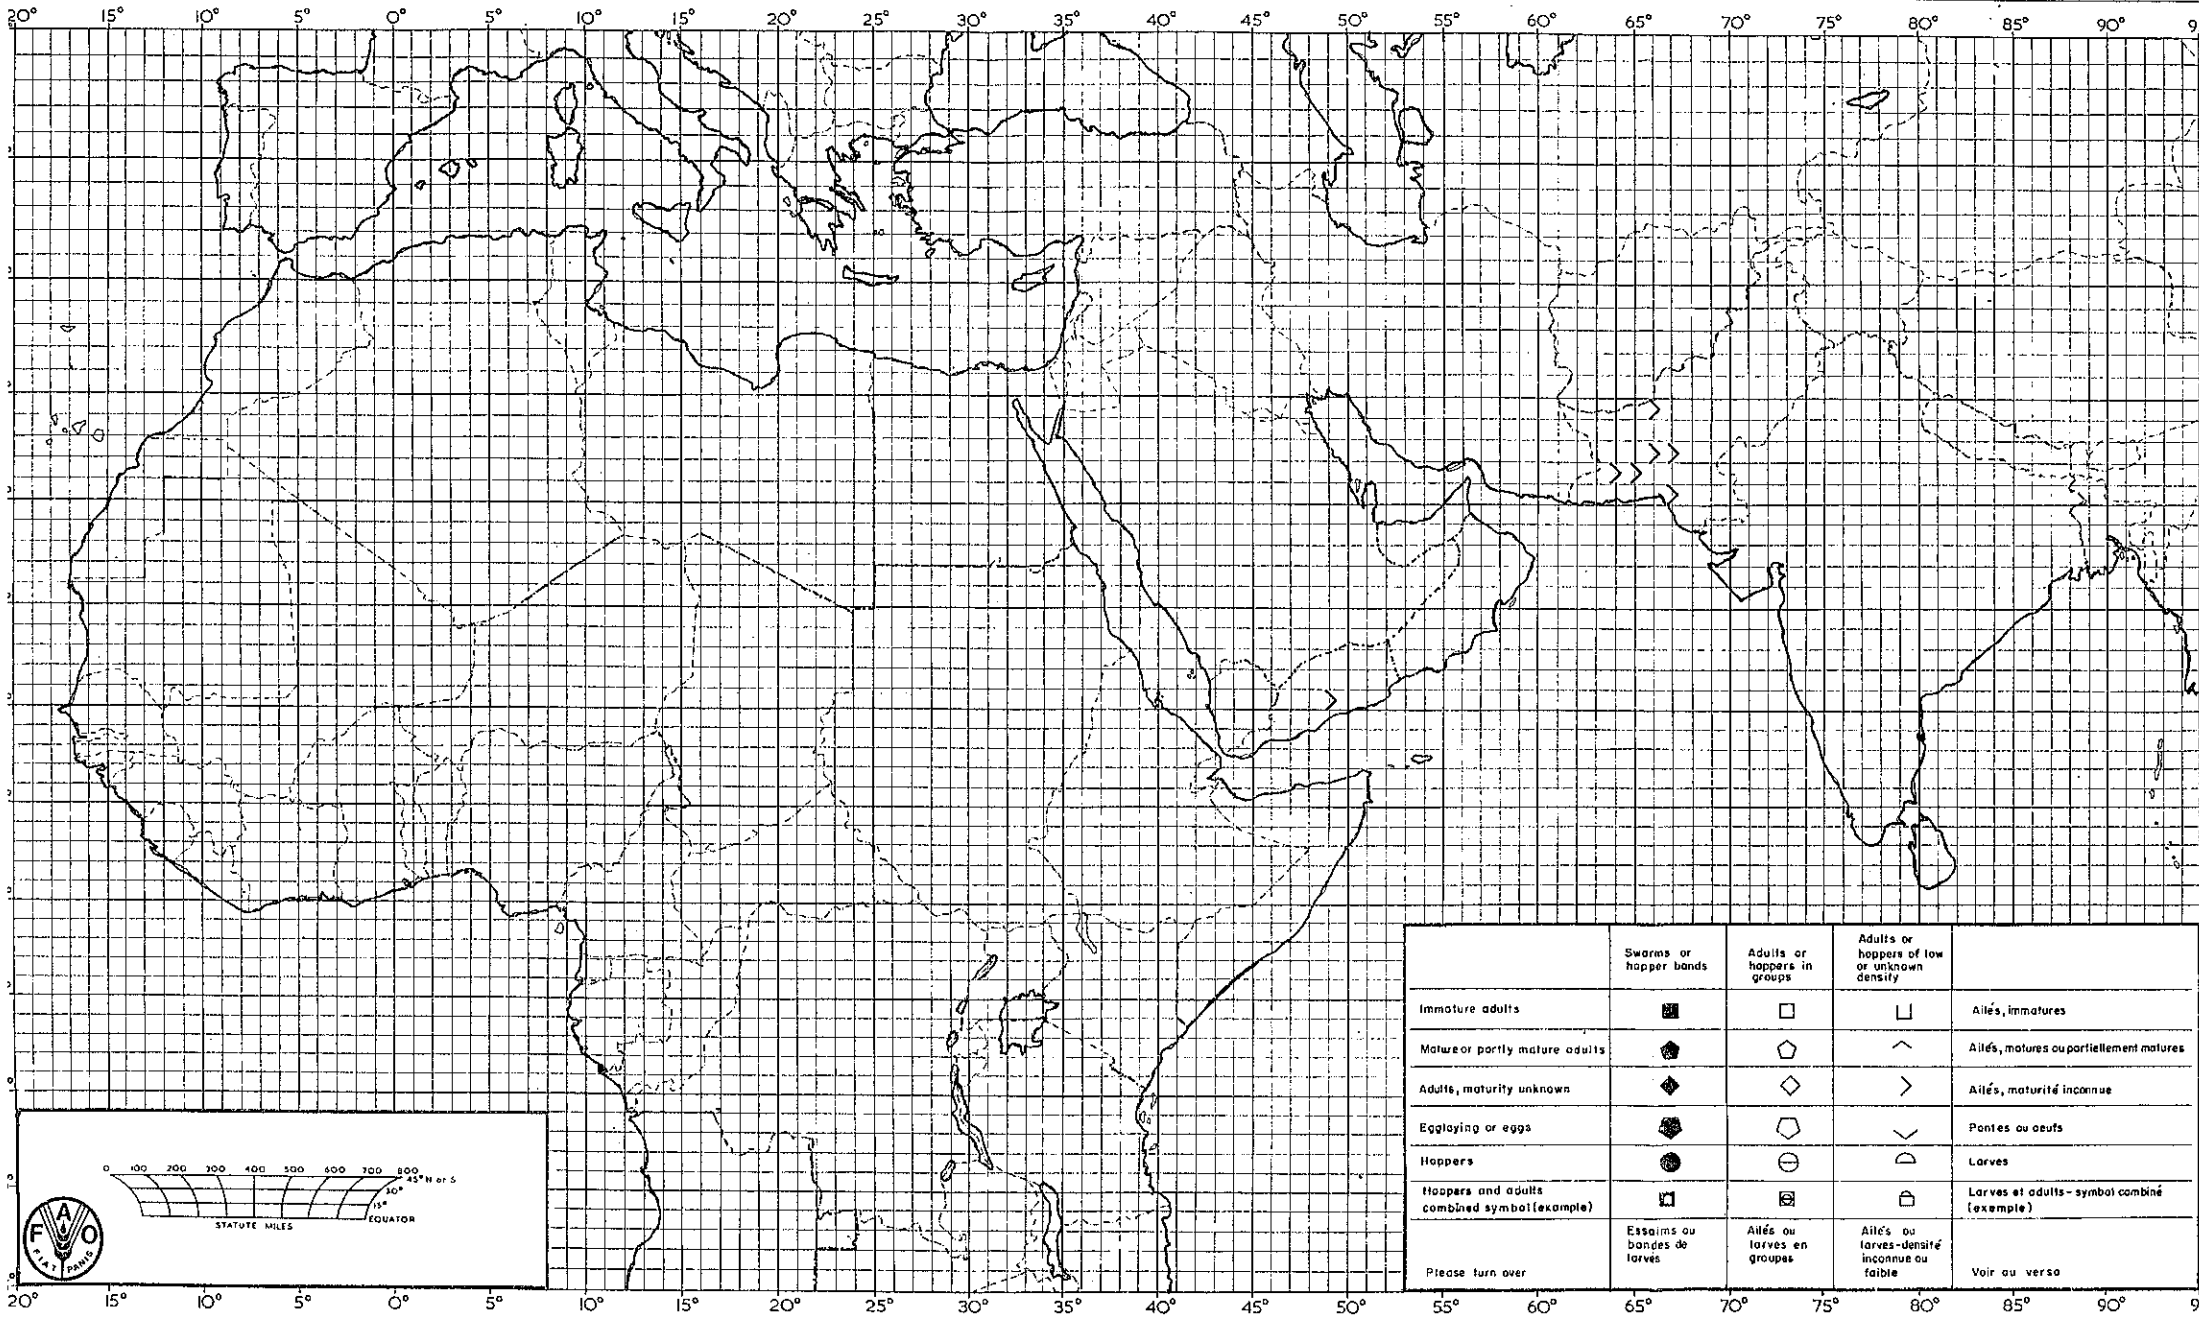 20° 15° 10° 5° 0° 5° 10° 15° 20° 25° 30° 35° 40° 45° 50° 55° 60° 65° 70° 75° 80° 85° 90° 9
Swarms or
hopper bands
Adults or
hoppers in
groups
Adults or
hoppers of low
or unknown
density
Immature adults
Ailés, immatures
Mature or partly mature adults
Ailés, matures ou partiellement matures
Adults, maturity unknown
Ailés, maturité inconnue
Egglaying or eggs
Pontes ou oeufs
Hoppers
Larves
Hoppers and adults
combined symbol (example)
Larves et adults - symbol combiné
(exemple)
Essaims ou
bandes de
larves
Ailés ou
larves en
groupes
Ailés ou
larves-densité
inconnue ou
faible
Please turn over
Voir au verso
0 100 200 300 400 500 600 700 800
45° N or S
30°
15°
EQUATOR
STATUTE MILES
F A O
FIAT PANIS
20° 15° 10° 5° 0° 5° 10° 15° 20° 25° 30° 35° 40° 45° 50° 55° 60° 65° 70° 75° 80° 85° 90° 9